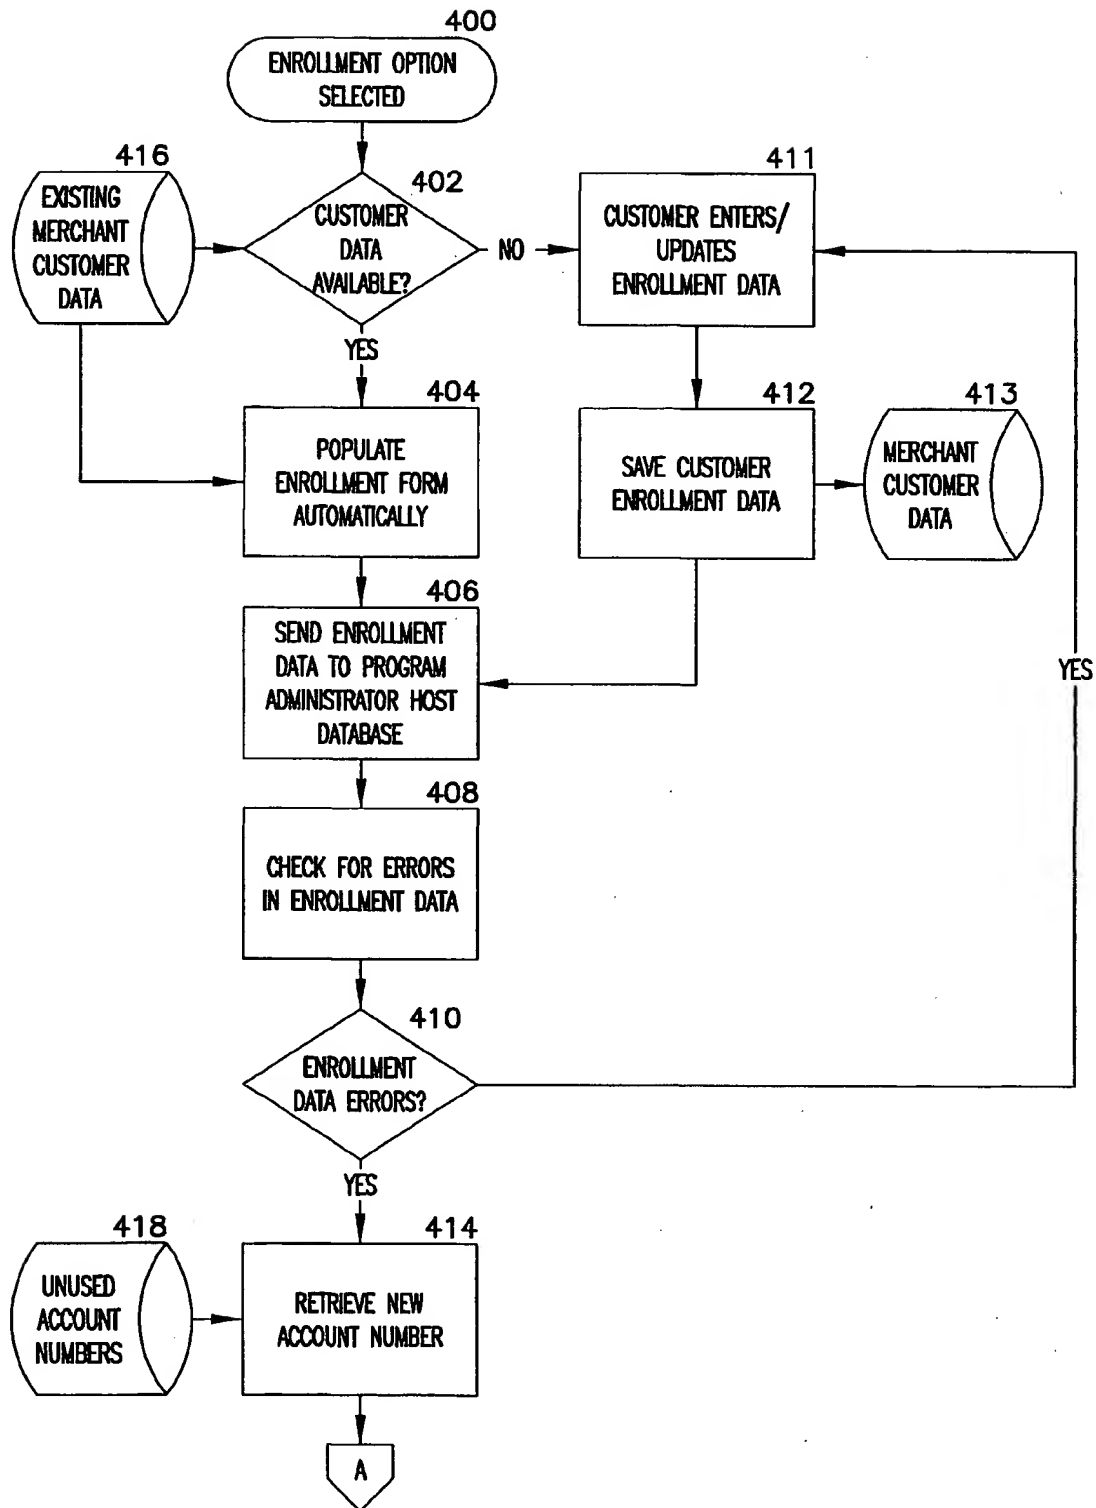 400
ENROLLMENT OPTION
SELECTED
416
EXISTING
MERCHANT
CUSTOMER
DATA
402
CUSTOMER
DATA
AVAILABLE?
NO
411
CUSTOMER ENTERS/
UPDATES
ENROLLMENT DATA
YES
404
POPULATE
ENROLLMENT FORM
AUTOMATICALLY
412
SAVE CUSTOMER
ENROLLMENT DATA
413
MERCHANT
CUSTOMER
DATA
406
SEND ENROLLMENT
DATA TO PROGRAM
ADMINISTRATOR HOST
DATABASE
YES
408
CHECK FOR ERRORS
IN ENROLLMENT DATA
410
ENROLLMENT
DATA ERRORS?
YES
418
UNUSED
ACCOUNT
NUMBERS
414
RETRIEVE NEW
ACCOUNT NUMBER
A